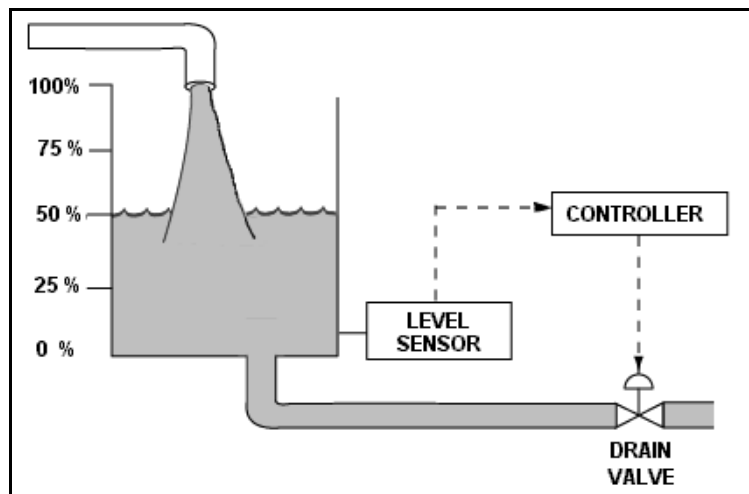 100%
75 %
50 %
25 %
0 %
CONTROLLER
LEVEL
SENSOR
DRAIN
VALVE